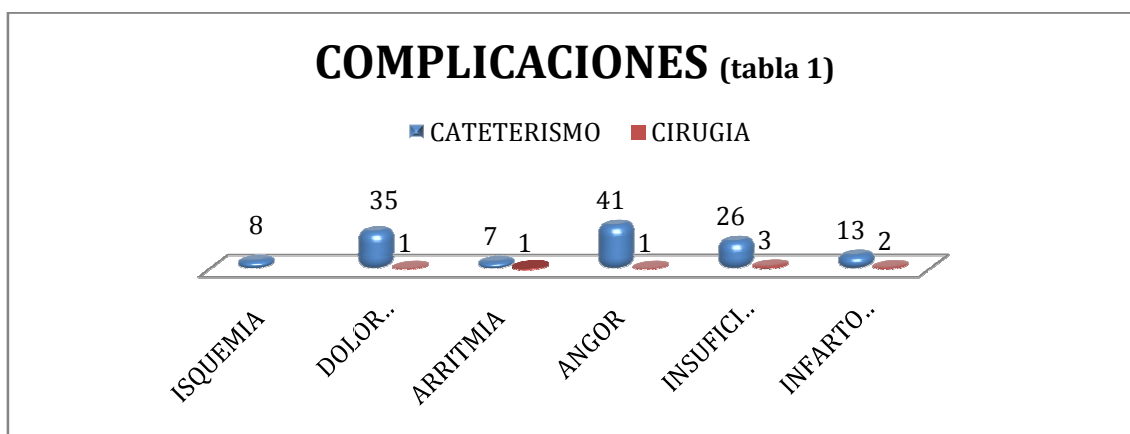 COMPLICACIONES (tabla 1)
CATETERISMO CIRUGIA
8 35 1 7 1 41 1 26 3 13 2
ISQUEMIA
DOLOR..
ARRITMIA
ANGOR
INSUFICI..
INFARTO..